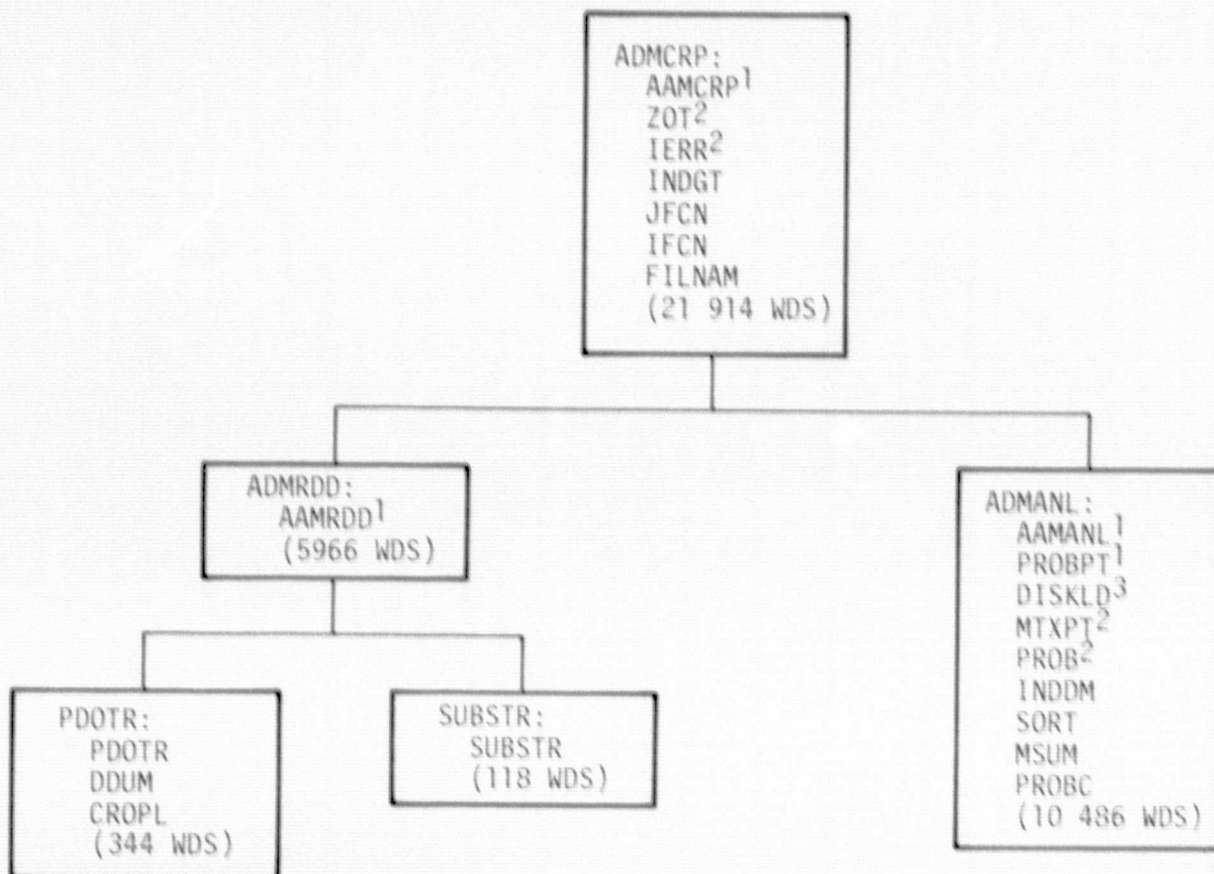 ADMCRP:
AAMCRP1
ZOT2
IERR2
INDGT
JFCN
IFCN
FILNAM
(21 914 WDS)
ADMRDD:
AAMRDD1
(5966 WDS)
ADMANL:
AAMANL1
PROBPT1
DISKLD3
MTXPT2
PROB2
INDDM
SORT
MSUM
PROBC
(10 486 WDS)
PDOTR:
PDOTR
DDUM
CROPL
(344 WDS)
SUBSTR:
SUBSTR
(118 WDS)